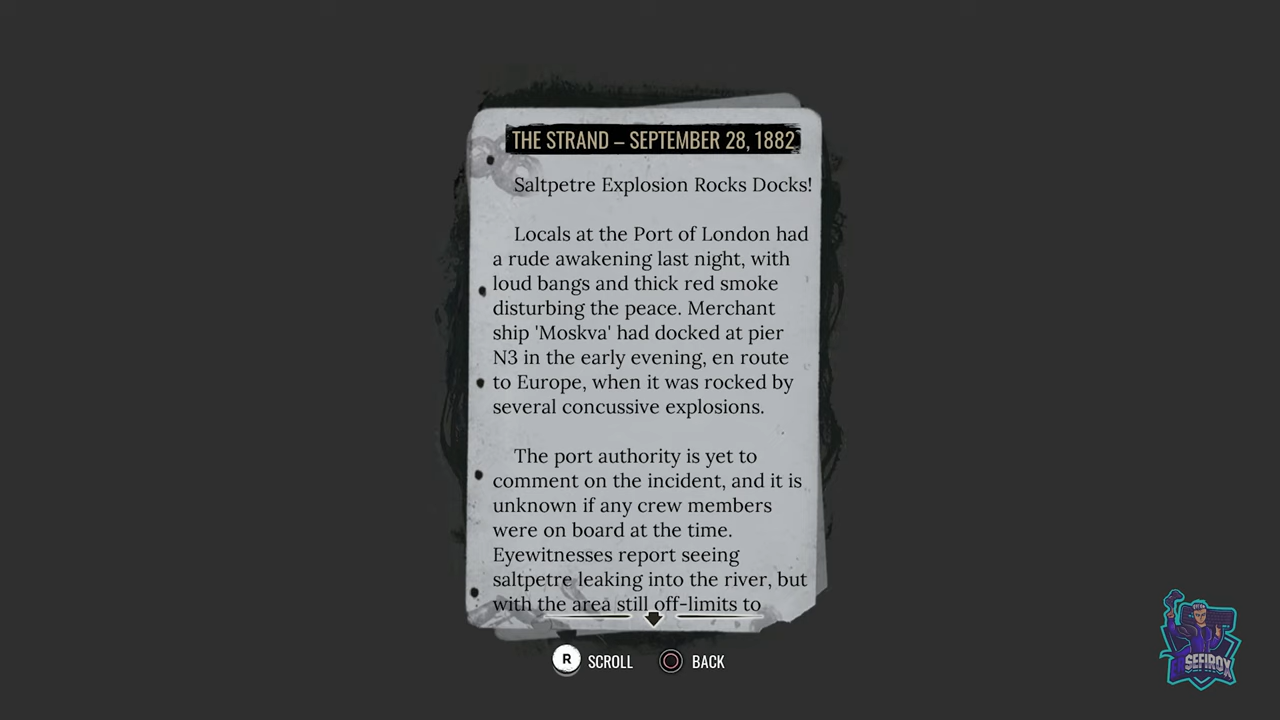 THE STRAND – SEPTEMBER 28, 1882
Saltpetre Explosion Rocks Docks!
Locals at the Port of London had
a rude awakening last night, with
loud bangs and thick red smoke
disturbing the peace. Merchant
ship 'Moskva' had docked at pier
N3 in the early evening, en route
to Europe, when it was rocked by
several concussive explosions.
The port authority is yet to
comment on the incident, and it is
unknown if any crew members
were on board at the time.
Eyewitnesses report seeing
saltpetre leaking into the river, but
with the area still off-limits to
R SCROLL BACK
SEFIROX